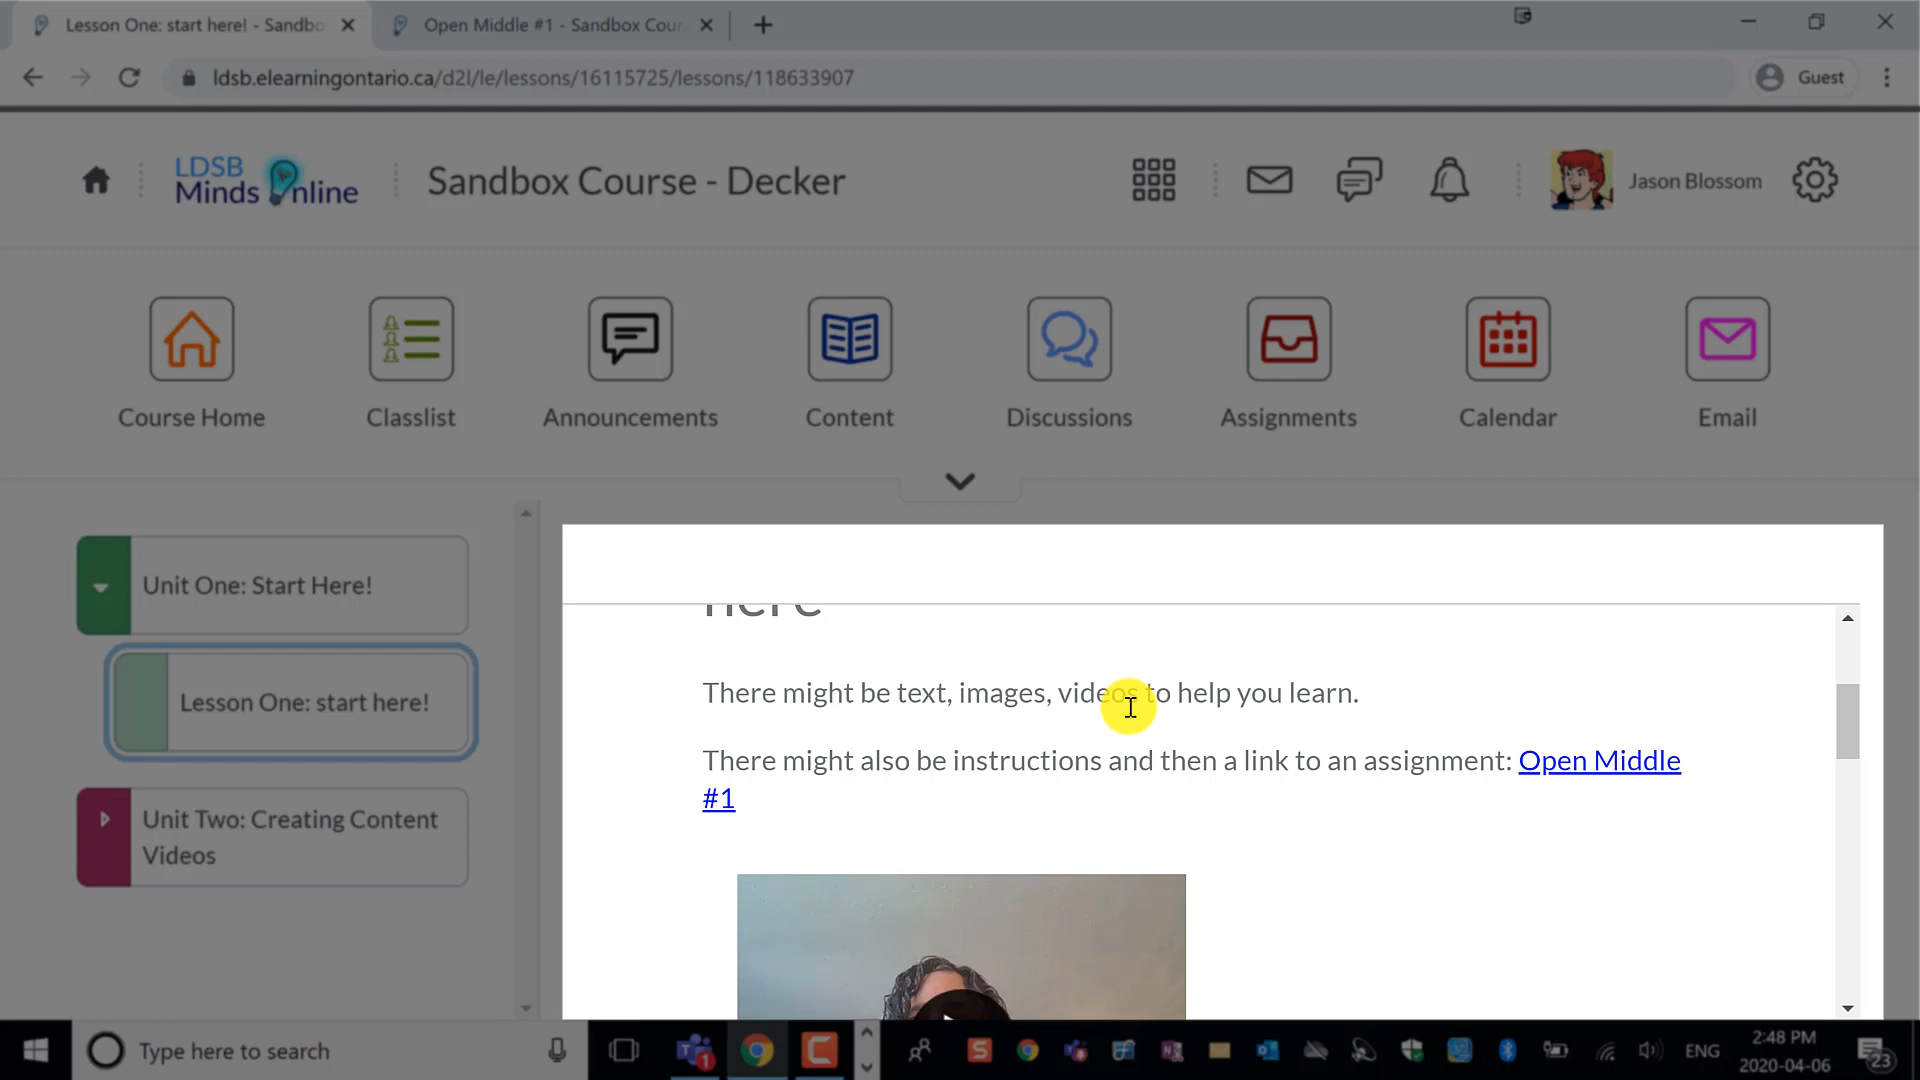 Lesson One: start here! - Sandbo
Open Middle #1 - Sandbox Cour
ldsb.elearningontario.ca/d2l/le/lessons/16115725/lessons/118633907
Guest
LDSB
Minds Online
Sandbox Course - Decker
Jason Blossom
Course Home
Classlist
Announcements
Content
Discussions
Assignments
Calendar
Email
Unit One: Start Here!
Lesson One: start here!
Unit Two: Creating Content
Videos
here
There might be text, images, videos to help you learn.
There might also be instructions and then a link to an assignment: Open Middle
#1
Type here to search
1
S
ENG
2:48 PM
2020-04-06
23